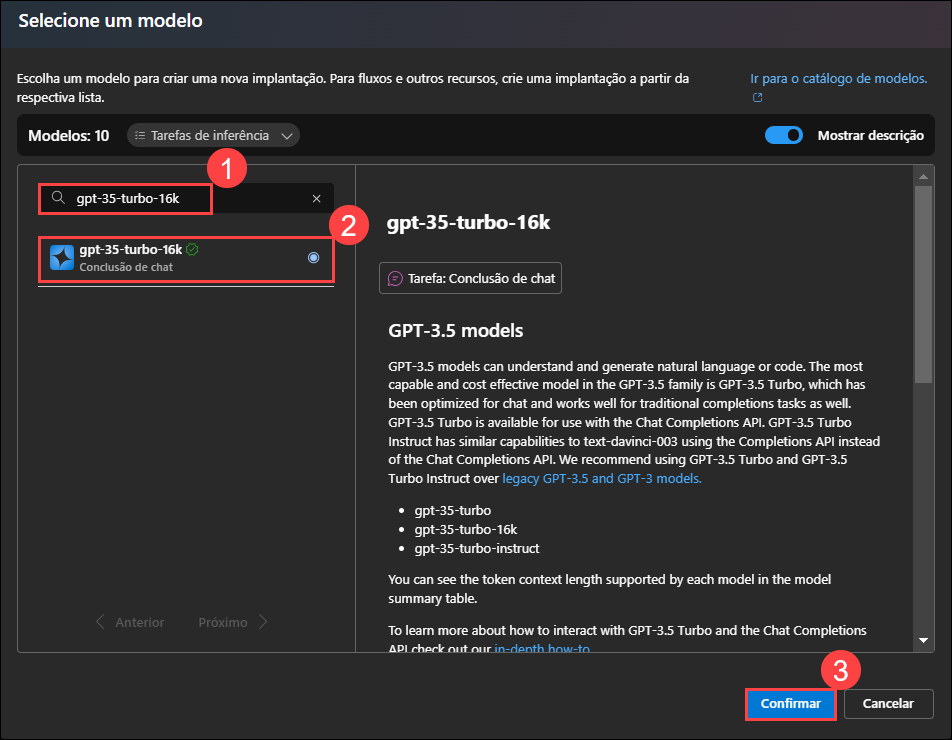 Selecione um modelo
Escolha um modelo para criar uma nova implantação. Para fluxos e outros recursos, crie uma implantação a partir da
respectiva lista.
Ir para o catálogo de modelos.
Modelos: 10
Tarefas de inferência
Mostrar descrição
1
gpt-35-turbo-16k
2
gpt-35-turbo-16k
Conclusão de chat
gpt-35-turbo-16k
Tarefa: Conclusão de chat
GPT-3.5 models
GPT-3.5 models can understand and generate natural language or code. The most
capable and cost effective model in the GPT-3.5 family is GPT-3.5 Turbo, which has
been optimized for chat and works well for traditional completions tasks as well.
GPT-3.5 Turbo is available for use with the Chat Completions API. GPT-3.5 Turbo
Instruct has similar capabilities to text-davinci-003 using the Completions API instead
of the Chat Completions API. We recommend using GPT-3.5 Turbo and GPT-3.5
Turbo Instruct over legacy GPT-3.5 and GPT-3 models.
• gpt-35-turbo
• gpt-35-turbo-16k
• gpt-35-turbo-instruct
You can see the token context length supported by each model in the model
summary table.
To learn more about how to interact with GPT-3.5 Turbo and the Chat Completions
API check out our in-depth how-to.
Anterior
Próximo
3
Confirmar
Cancelar